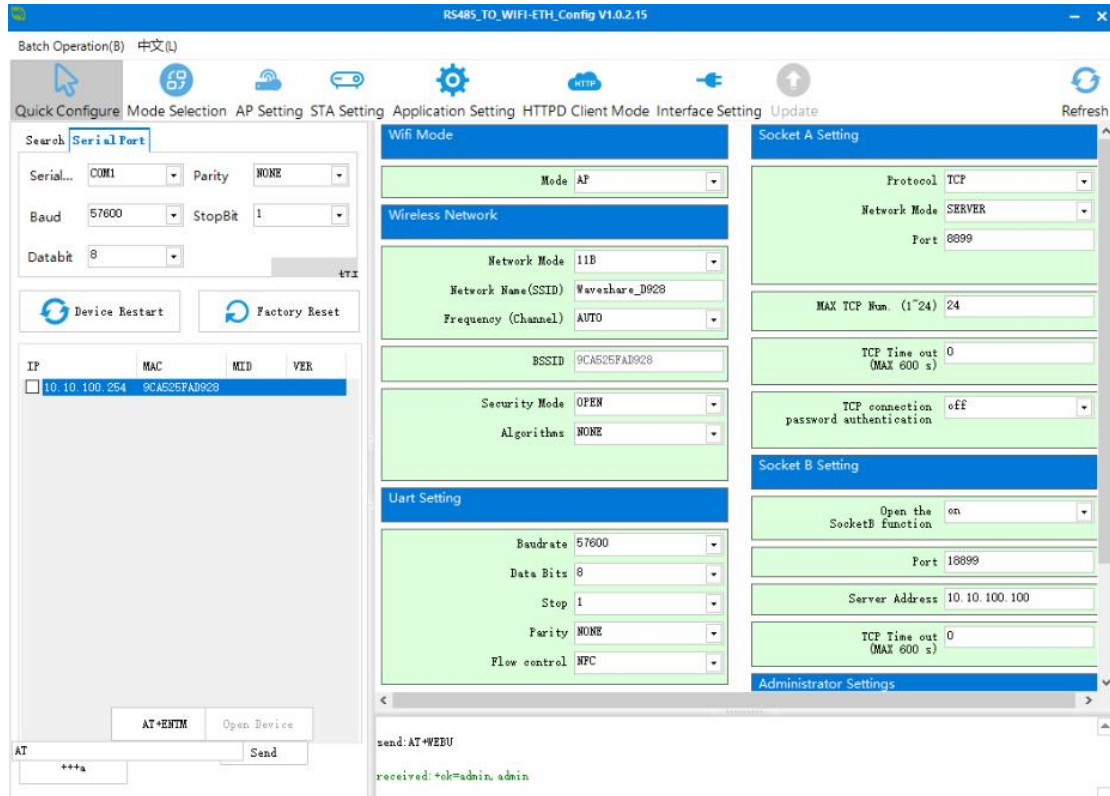 RS485_TO_WIFI-ETH_Config V1.0.2.15
Batch Operation(B) 中文(L)
Quick Configure Mode Selection AP Setting STA Setting Application Setting HTTPD Client Mode Interface Setting Update Refresh
HTTP
Search Serial Port
Serial... COM1 Parity NONE
Baud 57600 StopBit 1
Databit 8
Device Restart Factory Reset
IP MAC MID VER
10.10.100.254 9CA525FAD928
AT+ENTM Open Device
AT Send
+++a
Wifi Mode
Mode AP
Wireless Network
Network Mode 11B
Network Name(SSID) Waveshare_D928
Frequency (Channel) AUTO
BSSID 9CA525FAD928
Security Mode OPEN
Algorithms NONE
Uart Setting
Baudrate 57600
Data Bits 8
Stop 1
Parity NONE
Flow control NFC
Socket A Setting
Protocol TCP
Network Mode SERVER
Port 8899
MAX TCP Num. (1~24) 24
TCP Time out 0
(MAX 600 s)
TCP connection off
password authentication
Socket B Setting
Open the on
SocketB function
Port 18899
Server Address 10.10.100.100
TCP Time out 0
(MAX 600 s)
Administrator Settings
send:AT+WEBU
received:+ok=admin,admin